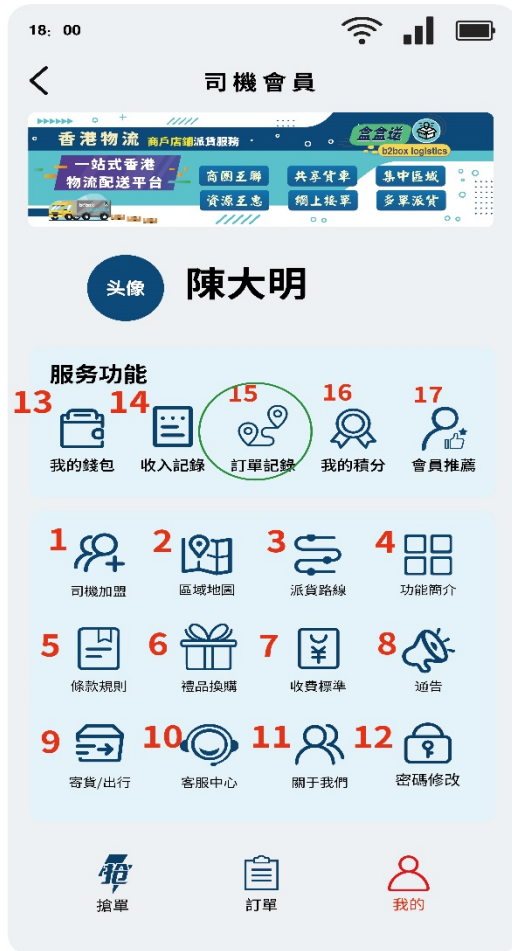 18: 00
司機會員
香港物流 商戶店鋪派貨服務
盒盒送
b2box logistics
一站式香港
物流配送平台
商圈互聯 共享貨車 集中區域
資源互惠 網上接單 多單派貨
头像 陳大明
服务功能
13 14 15 16 17
我的錢包 收入記錄 訂單記錄 我的積分 會員推薦
1 2 3 4
司機加盟 區域地圖 派貨路線 功能簡介
5 6 7 8
條款規則 禮品換購 收費標準 通告
9 10 11 12
寄貨/出行 客服中心 關于我們 密碼修改
搶
搶單 訂單 我的